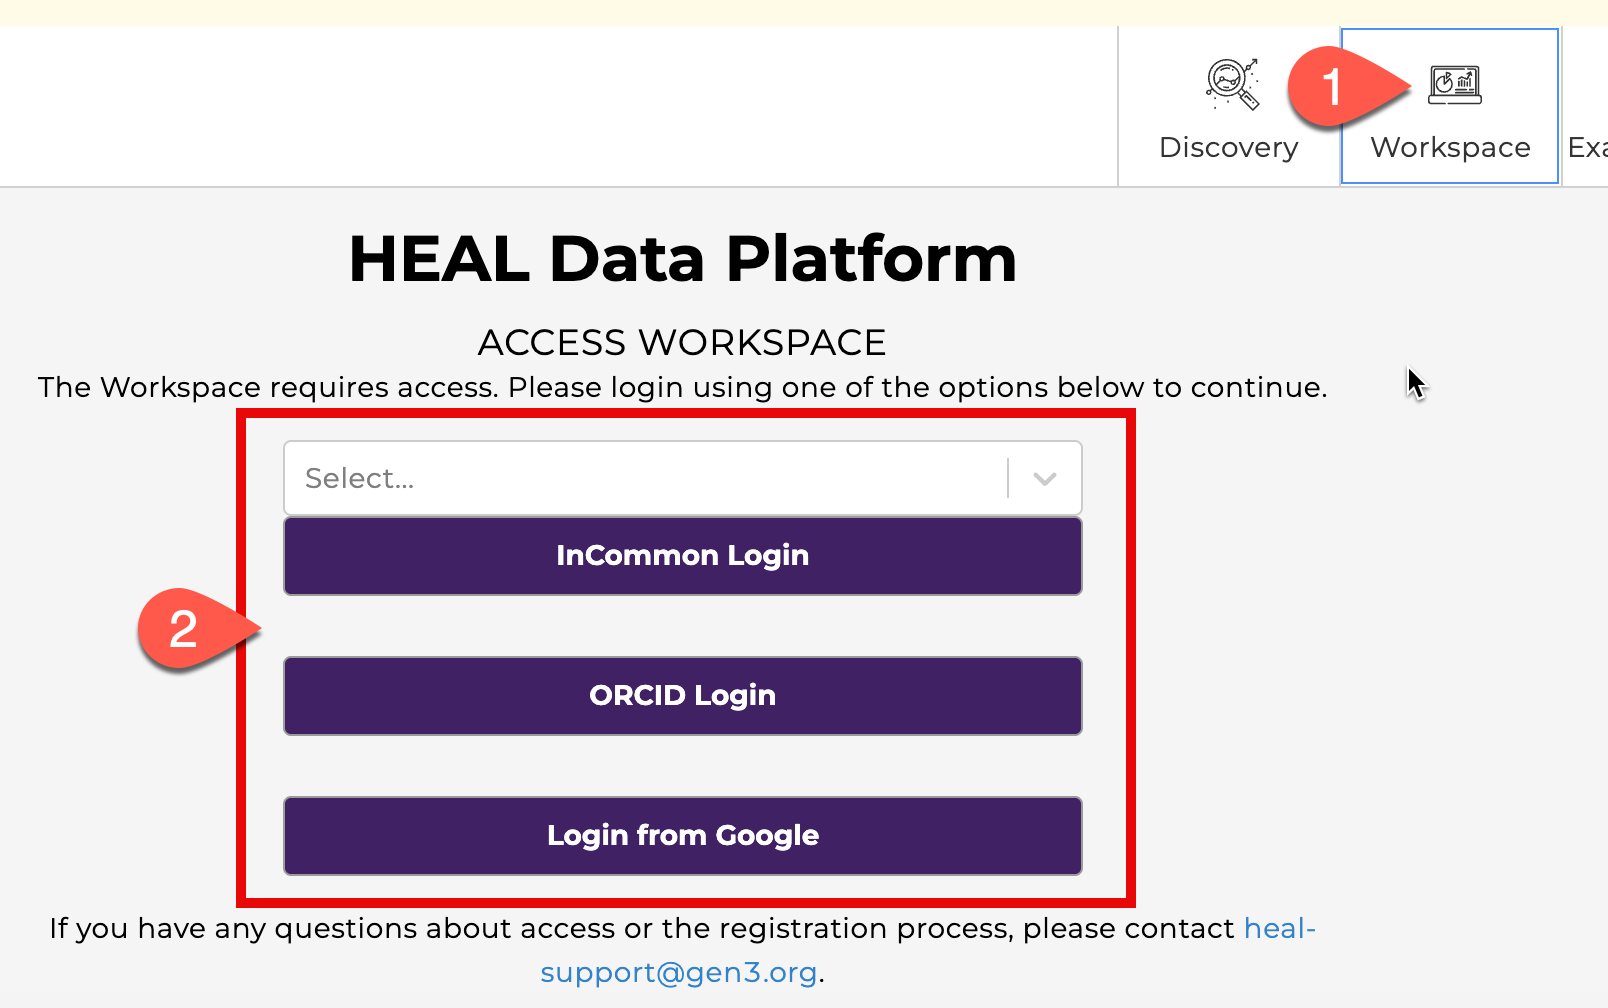 Discovery
1
Workspace
Exa
HEAL Data Platform
ACCESS WORKSPACE
The Workspace requires access. Please login using one of the options below to continue.
Select...
InCommon Login
2
ORCID Login
Login from Google
If you have any questions about access or the registration process, please contact heal-
support@gen3.org.